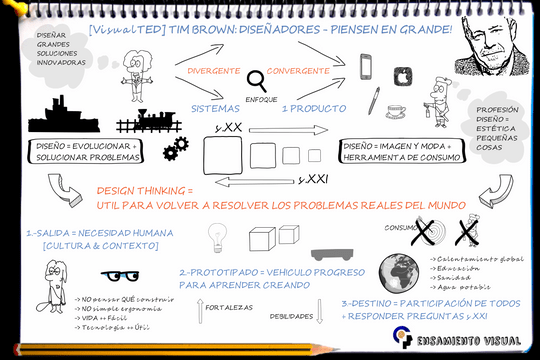 [VisualTED] TIM BROWN: DISEÑADORES - PIENSEN EN GRANDE!
DISEÑAR
GRANDES
SOLUCIONES
INNOVADORAS
DIVERGENTE
CONVERGENTE
ENFOQUE
SISTEMAS
1 PRODUCTO
PROFESIÓN
DISEÑO =
ESTÉTICA
PEQUEÑAS
COSAS
DISEÑO = EVOLUCIONAR +
SOLUCIONAR PROBLEMAS
yXX
DISEÑO = IMAGEN Y MODA +
HERRAMIENTA DE CONSUMO
yXXI
DESIGN THINKING =
UTIL PARA VOLVER A RESOLVER LOS PROBLEMAS REALES DEL MUNDO
1.-SALIDA = NECESIDAD HUMANA
[CULTURA & CONTEXTO]
-> NO pensar QUÉ construir
-> NO simple ergonomía
-> VIDA ++ Fácil
-> Tecnología ++ Útil
2.-PROTOTIPADO = VEHICULO PROGRESO
PARA APRENDER CREANDO
FORTALEZAS
DEBILIDADES
CONSUMO
-> Calentamiento global
-> Educación
-> Sanidad
-> Agua potable
3.-DESTINO = PARTICIPACIÓN DE TODOS
+ RESPONDER PREGUNTAS yXXI
ENSAMIENTO VISUAL